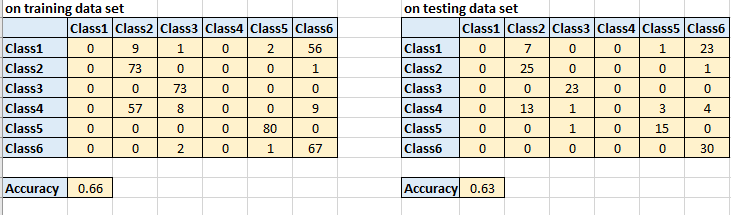 on training data set on testing data set
Class1 Class2 Class3 Class4 Class5 Class6 Class1 Class2 Class3 Class4 Class5 Class6
Class1 0 9 1 0 2 56 Class1 0 7 0 0 1 23
Class2 0 73 0 0 0 1 Class2 0 25 0 0 0 1
Class3 0 0 73 0 0 0 Class3 0 0 23 0 0 0
Class4 0 57 8 0 0 9 Class4 0 13 1 0 3 4
Class5 0 0 0 0 80 0 Class5 0 0 1 0 15 0
Class6 0 0 2 0 1 67 Class6 0 0 0 0 0 30
Accuracy 0.66 Accuracy 0.63